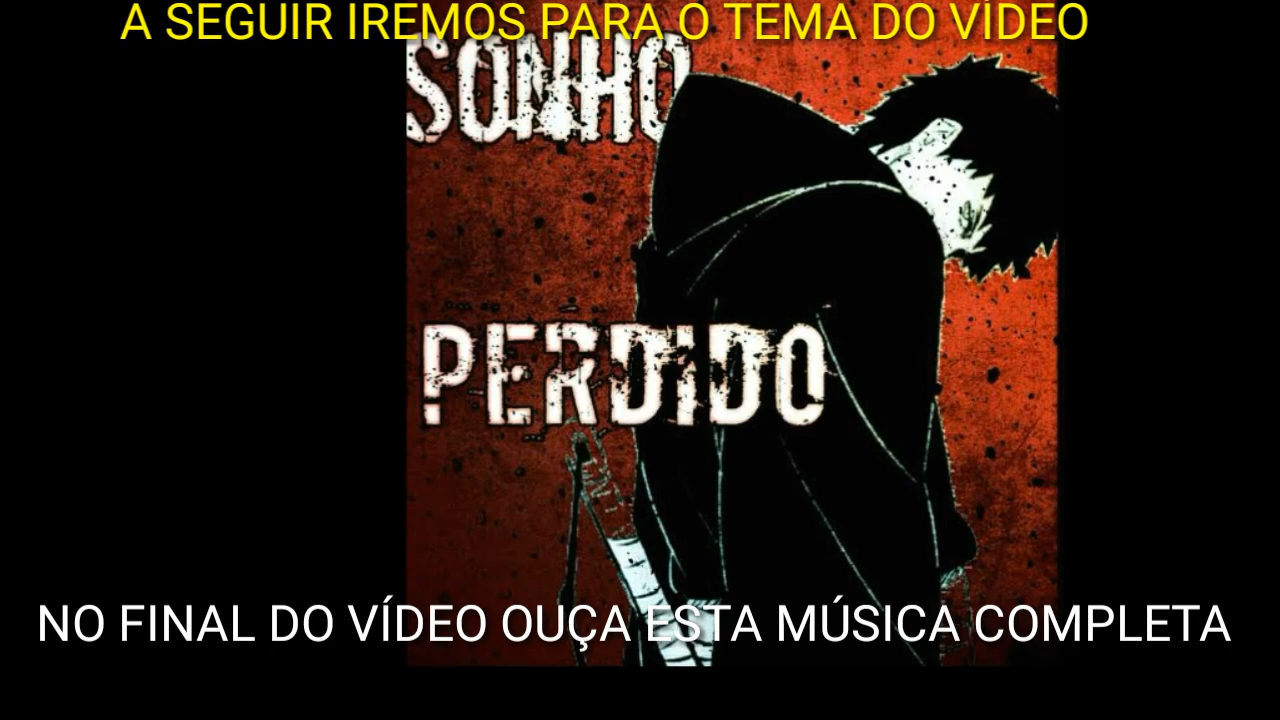 A SEGUIR IREMOS PARA O TEMA DO VÍDEO
SONHO
PERDIDO
NO FINAL DO VÍDEO OUÇA ESTA MÚSICA COMPLETA